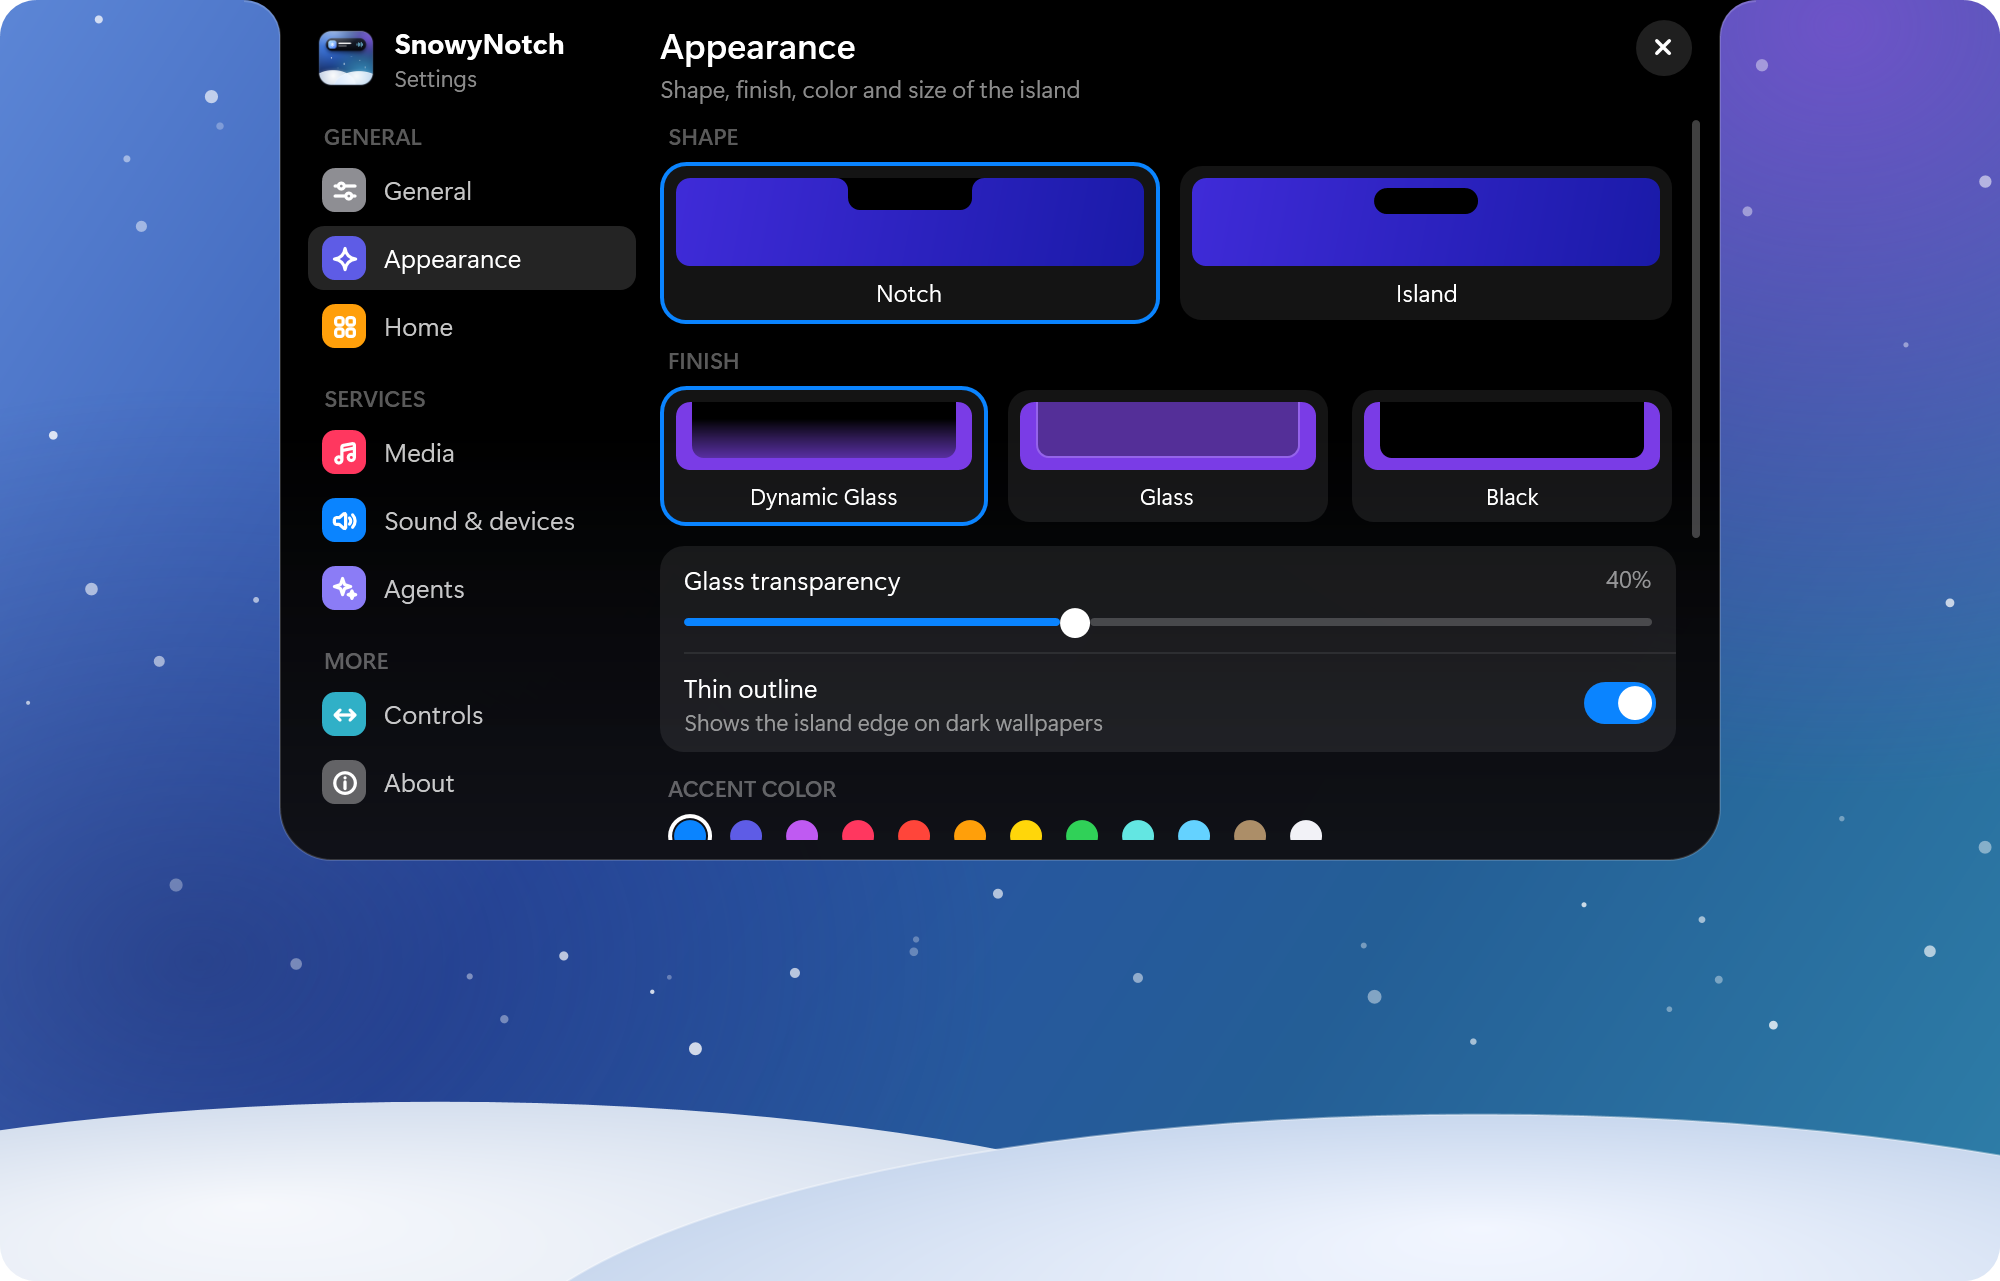 SnowyNotch
Settings
GENERAL
General
Appearance
Home
SERVICES
Media
Sound & devices
Agents
MORE
Controls
About
Appearance
Shape, finish, color and size of the island
SHAPE
Notch
Island
FINISH
Dynamic Glass
Glass
Black
Glass transparency
40%
Thin outline
Shows the island edge on dark wallpapers
ACCENT COLOR